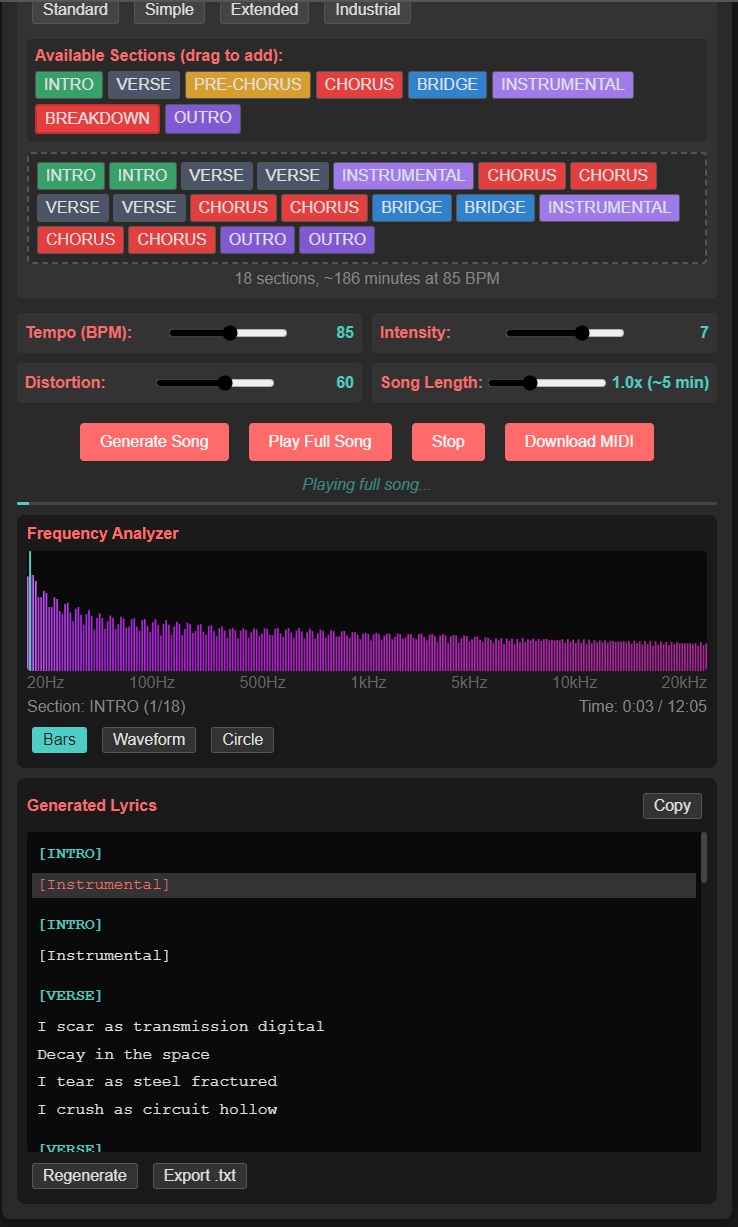 Standard Simple Extended Industrial
Available Sections (drag to add):
INTRO VERSE PRE-CHORUS CHORUS BRIDGE INSTRUMENTAL
BREAKDOWN OUTRO
INTRO INTRO VERSE VERSE INSTRUMENTAL CHORUS CHORUS
VERSE VERSE CHORUS CHORUS BRIDGE BRIDGE INSTRUMENTAL
CHORUS CHORUS OUTRO OUTRO
18 sections, ~186 minutes at 85 BPM
Tempo (BPM): 85 Intensity: 7
Distortion: 60 Song Length: 1.0x (~5 min)
Generate Song Play Full Song Stop Download MIDI
Playing full song...
Frequency Analyzer
20Hz 100Hz 500Hz 1kHz 5kHz 10kHz 20kHz
Section: INTRO (1/18) Time: 0:03 / 12:05
Bars Waveform Circle
Generated Lyrics Copy
[INTRO]
[Instrumental]
[INTRO]
[Instrumental]
[VERSE]
I scar as transmission digital
Decay in the space
I tear as steel fractured
I crush as circuit hollow
[VERSE]
Regenerate Export .txt